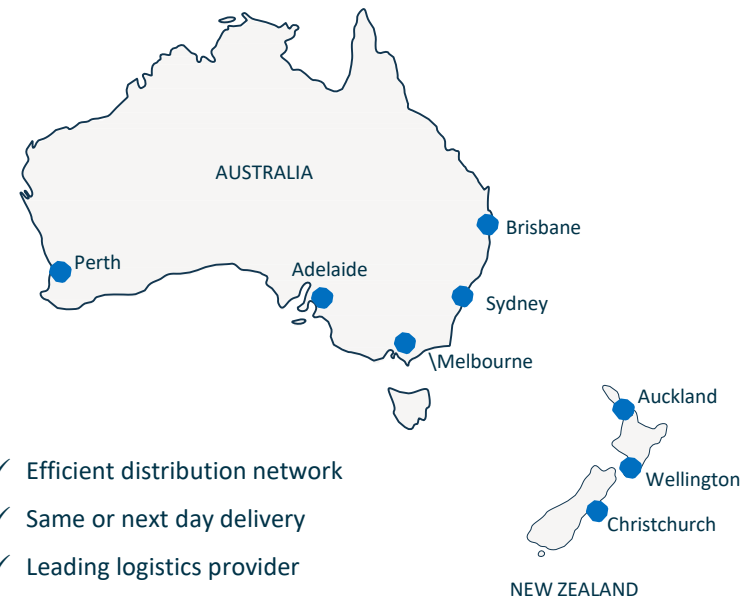 AUSTRALIA
Brisbane
Perth
Adelaide
Sydney
\Melbourne
Auckland
✓ Efficient distribution network
Wellington
✓ Same or next day delivery
Christchurch
✓ Leading logistics provider
NEW ZEALAND